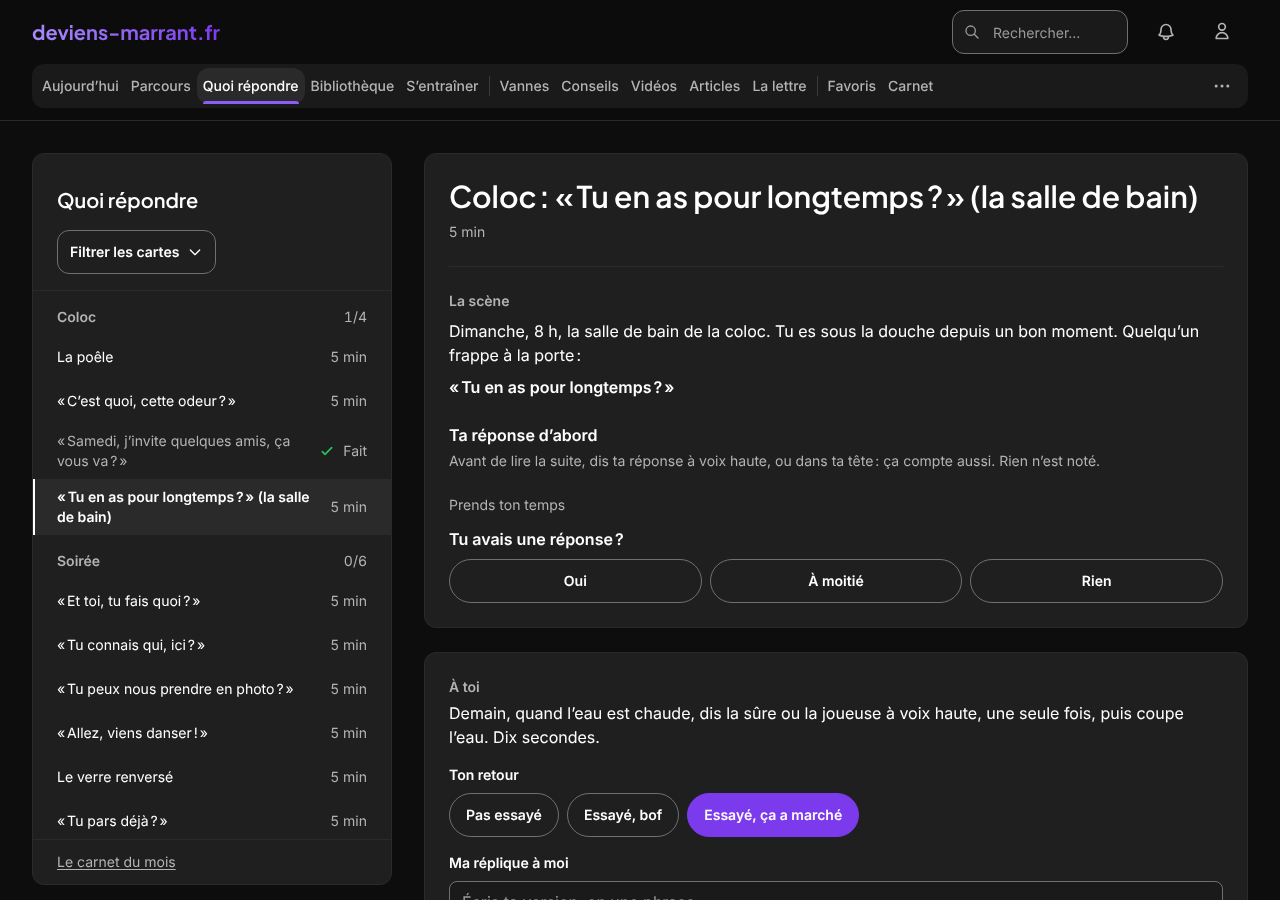 deviens-marrant.fr
Rechercher...
Aujourd'hui Parcours Quoi répondre Bibliothèque S'entraîner Vannes Conseils Vidéos Articles La lettre Favoris Carnet
Quoi répondre
Filtrer les cartes
Coloc 1/4
La poêle 5 min
« C'est quoi, cette odeur ? » 5 min
« Samedi, j'invite quelques amis, ça
vous va ? » Fait
« Tu en as pour longtemps ? » (la salle
de bain) 5 min
Soirée 0/6
« Et toi, tu fais quoi ? » 5 min
« Tu connais qui, ici ? » 5 min
« Tu peux nous prendre en photo ? » 5 min
« Allez, viens danser ! » 5 min
Le verre renversé 5 min
« Tu pars déjà ? » 5 min
Le carnet du mois
Coloc : « Tu en as pour longtemps ? » (la salle de bain)
5 min
La scène
Dimanche, 8 h, la salle de bain de la coloc. Tu es sous la douche depuis un bon moment. Quelqu'un
frappe à la porte :
« Tu en as pour longtemps ? »
Ta réponse d'abord
Avant de lire la suite, dis ta réponse à voix haute, ou dans ta tête : ça compte aussi. Rien n'est noté.
Prends ton temps
Tu avais une réponse ?
Oui À moitié Rien
À toi
Demain, quand l'eau est chaude, dis la sûre ou la joueuse à voix haute, une seule fois, puis coupe
l'eau. Dix secondes.
Ton retour
Pas essayé Essayé, bof Essayé, ça a marché
Ma réplique à moi
Écris ta version, en une phrase